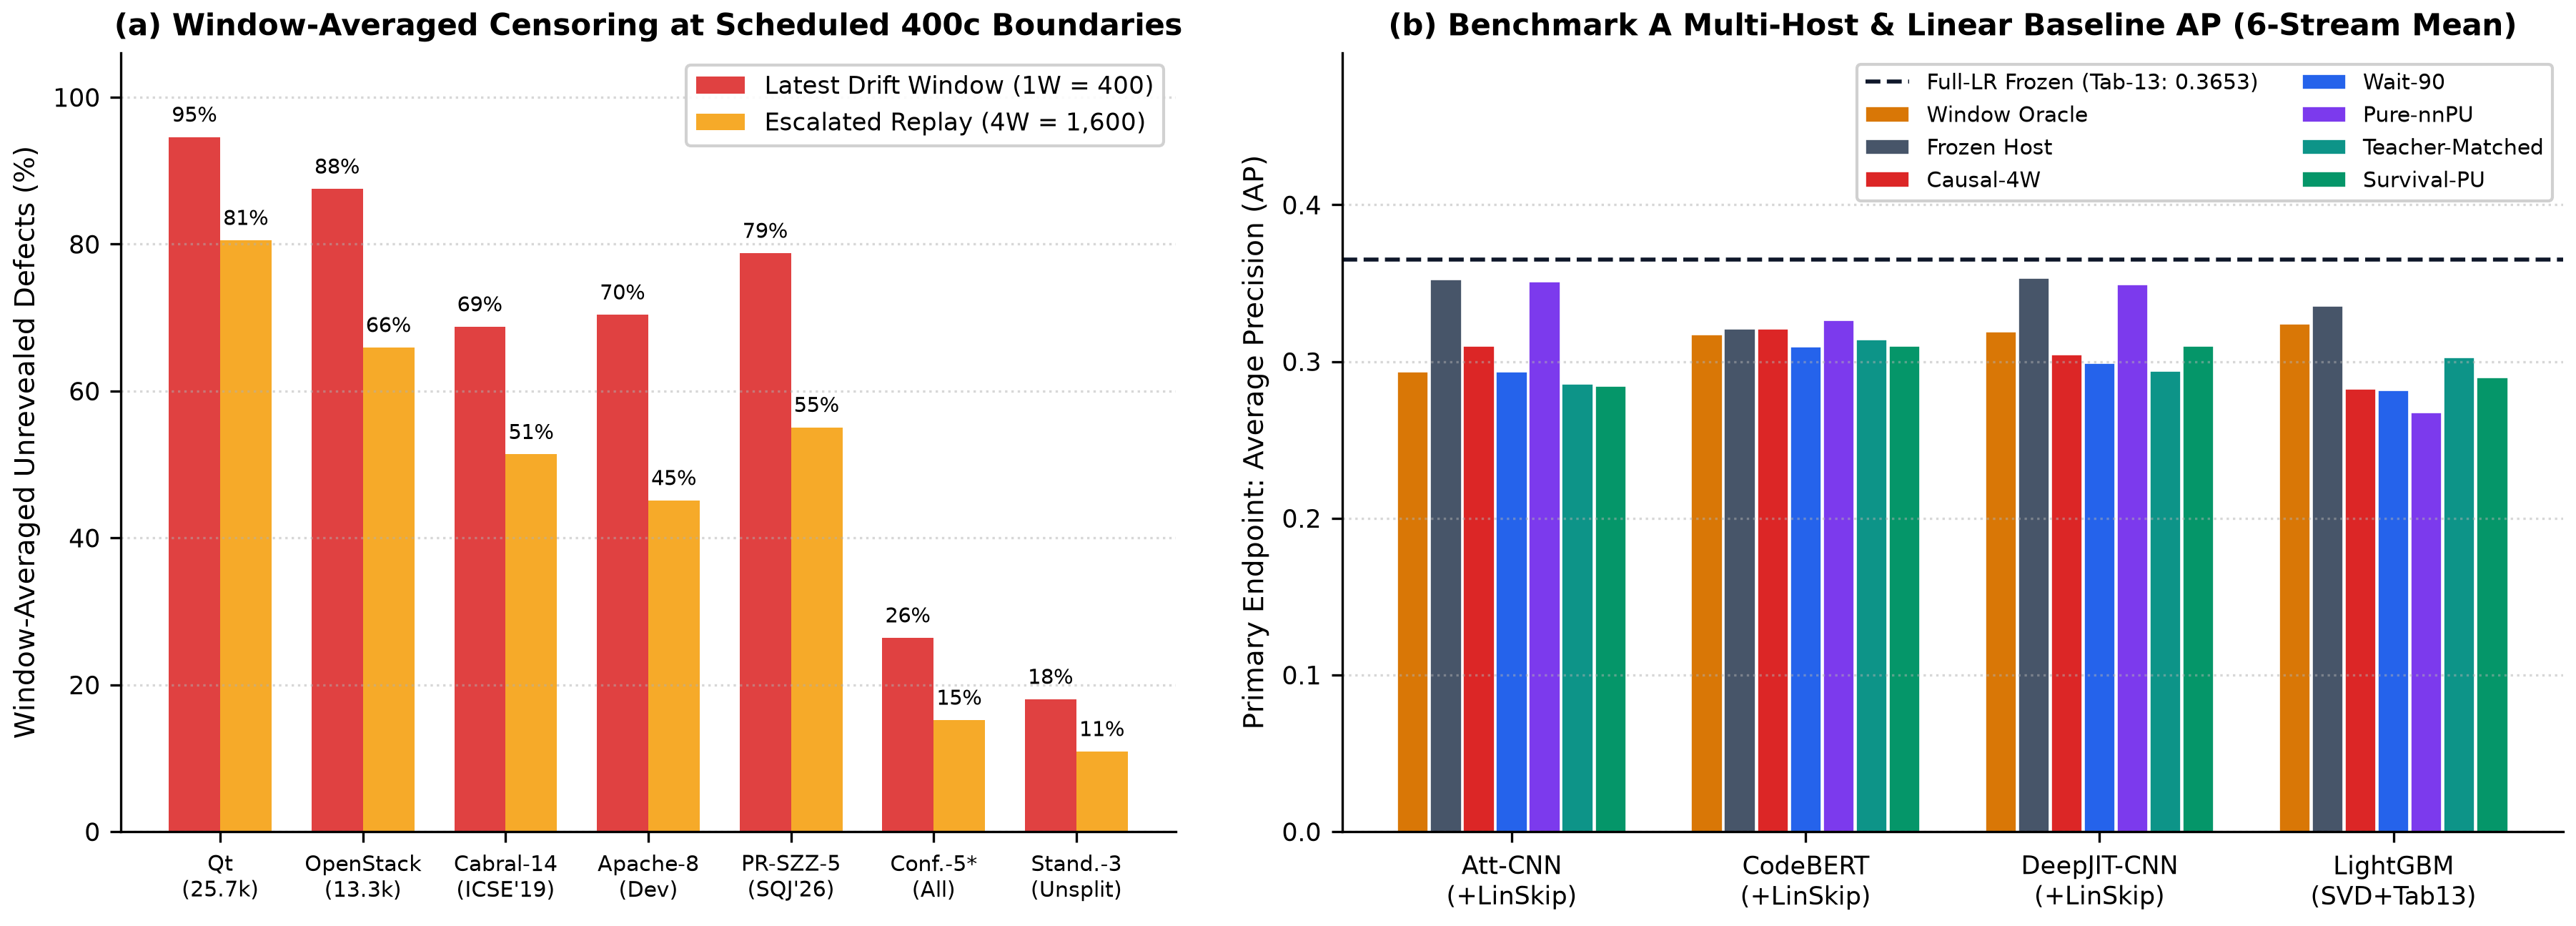 (a) Window-Averaged Censoring at Scheduled 400c Boundaries
Window-Averaged Unrevealed Defects (%)
100
80
60
40
20
0
Latest Drift Window (1W = 400)
Escalated Replay (4W = 1,600)
95%
81%
88%
66%
69%
51%
70%
45%
79%
55%
26%
15%
18%
11%
Qt
(25.7k)
OpenStack
(13.3k)
Cabral-14
(ICSE'19)
Apache-8
(Dev)
PR-SZZ-5
(SQJ'26)
Conf.-5*
(All)
Stand.-3
(Unsplit)
(b) Benchmark A Multi-Host & Linear Baseline AP (6-Stream Mean)
Primary Endpoint: Average Precision (AP)
0.4
0.3
0.2
0.1
0.0
Full-LR Frozen (Tab-13: 0.3653)
Window Oracle
Frozen Host
Causal-4W
Wait-90
Pure-nnPU
Teacher-Matched
Survival-PU
Att-CNN
(+LinSkip)
CodeBERT
(+LinSkip)
DeepJIT-CNN
(+LinSkip)
LightGBM
(SVD+Tab13)